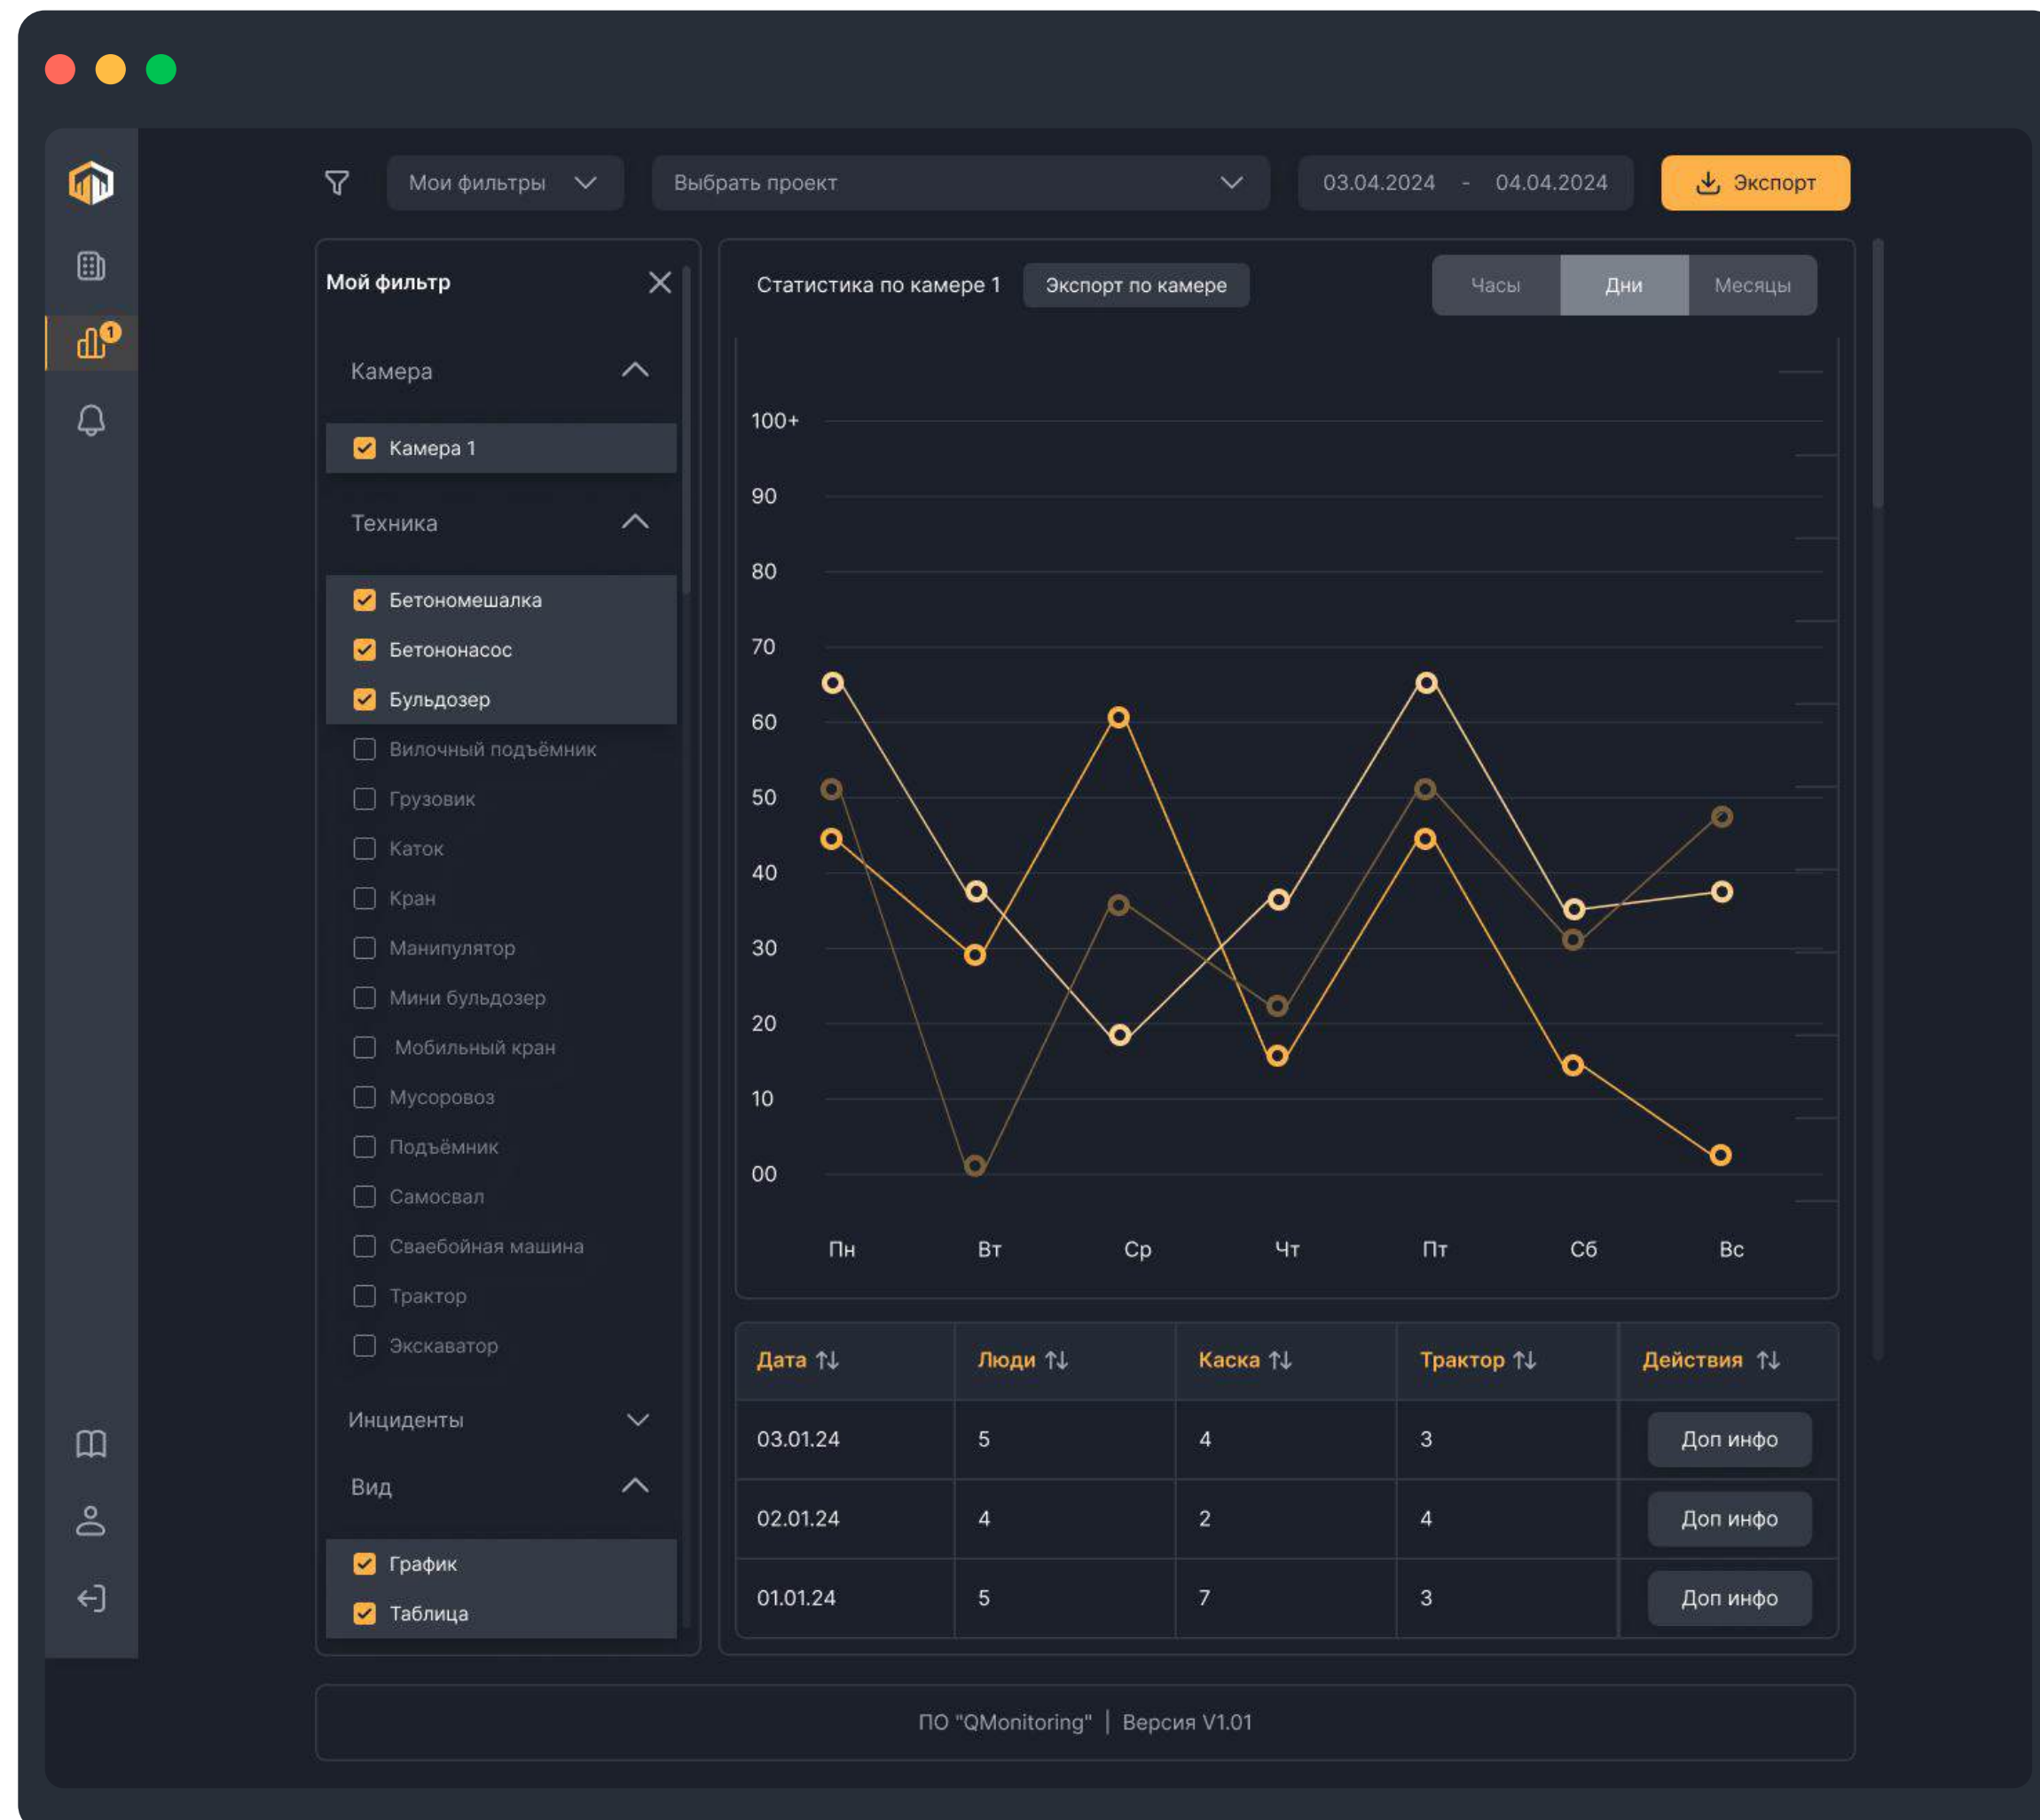 Мои фильтры
Выбрать проект
03.04.2024 - 04.04.2024
Экспорт
1
Мой фильтр
Камера
Камера 1
Техника
Бетономешалка
Бетононасос
Бульдозер
Вилочный подъёмник
Грузовик
Каток
Кран
Манипулятор
Мини бульдозер
Мобильный кран
Мусоровоз
Подъёмник
Самосвал
Сваебойная машина
Трактор
Экскаватор
Инциденты
Вид
График
Таблица
Статистика по камере 1
Экспорт по камере
Часы Дни Месяцы
100+
90
80
70
60
50
40
30
20
10
00
Пн Вт Ср Чт Пт Сб Вс
Дата Люди Каска Трактор Действия
03.01.24 5 4 3 Доп инфо
02.01.24 4 2 4 Доп инфо
01.01.24 5 7 3 Доп инфо
ПО "QMonitoring" | Версия V1.01